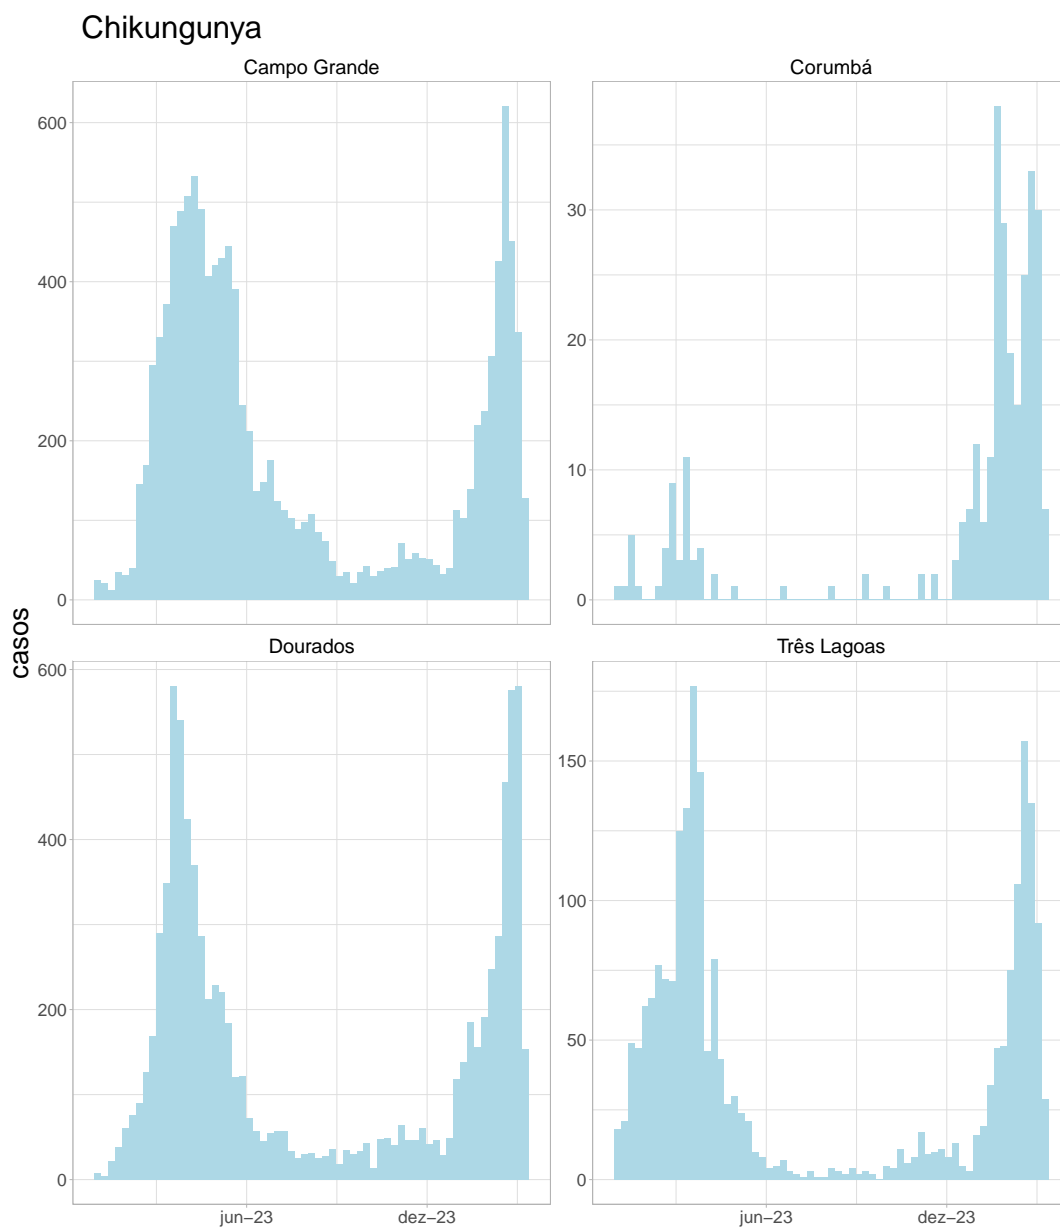 Chikungunya
Campo Grande
Corumbá
600
400
200
0
30
20
10
0
casos
Dourados
Três Lagoas
600
400
200
0
150
100
50
0
jun–23
dez–23
jun–23
dez–23